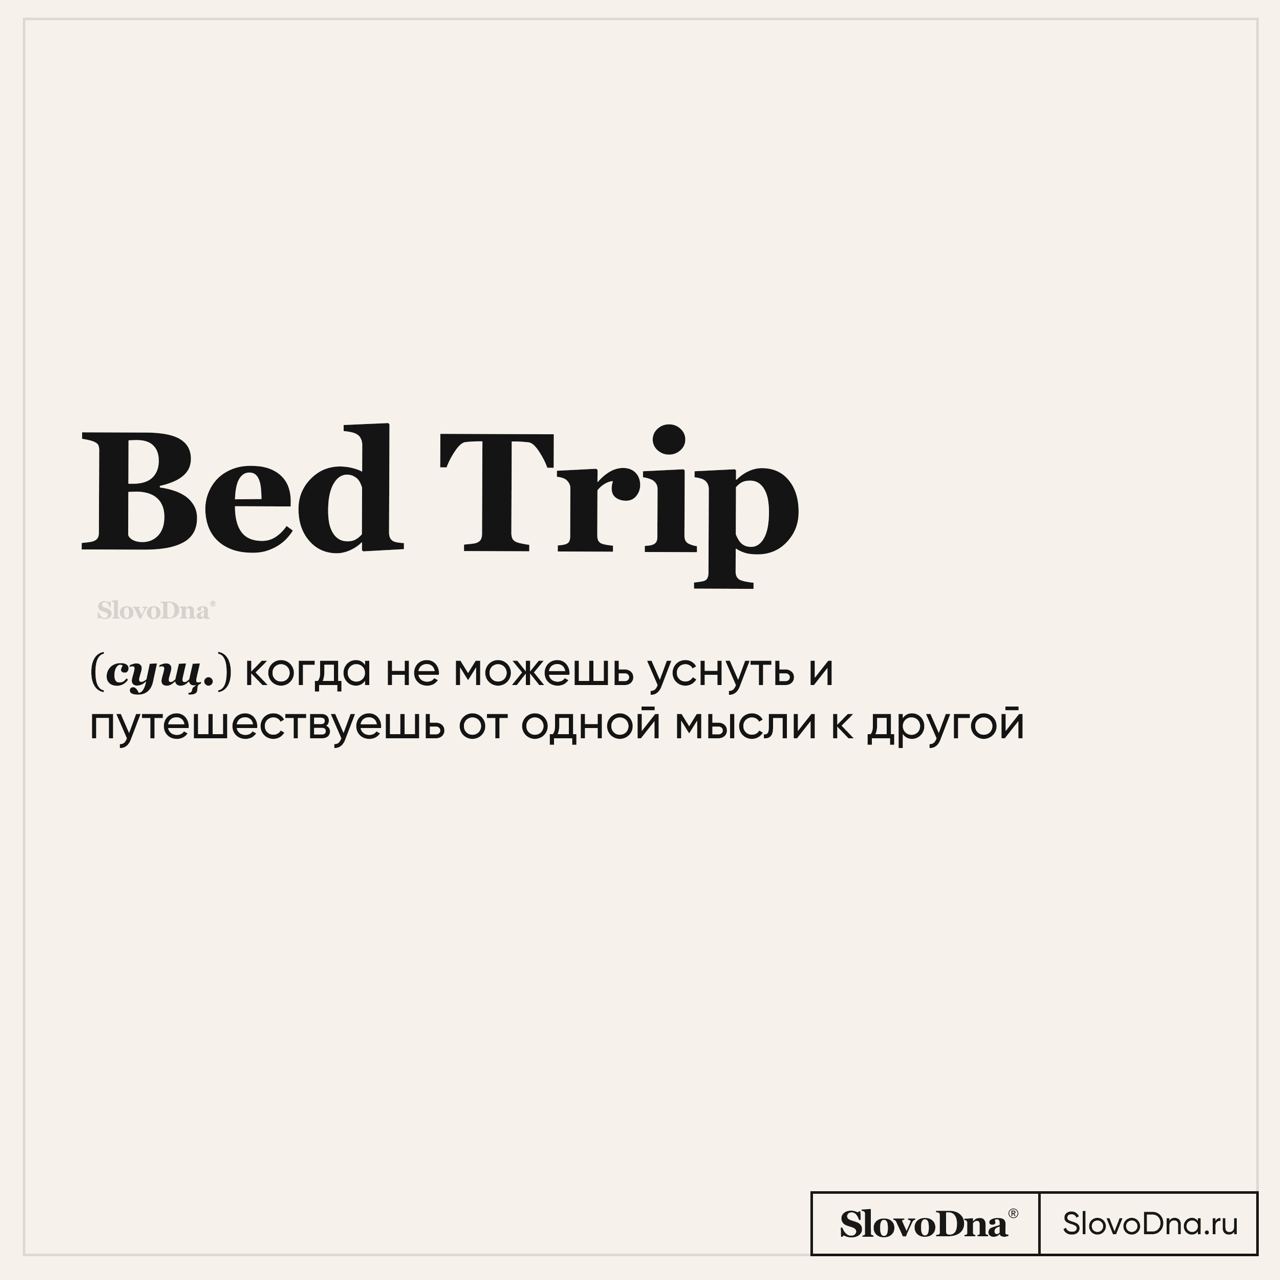 Bed Trip
SlovoDna®
(сущ.) когда не можешь уснуть и
путешествуешь от одной мысли к другой
SlovoDna® SlovoDna.ru